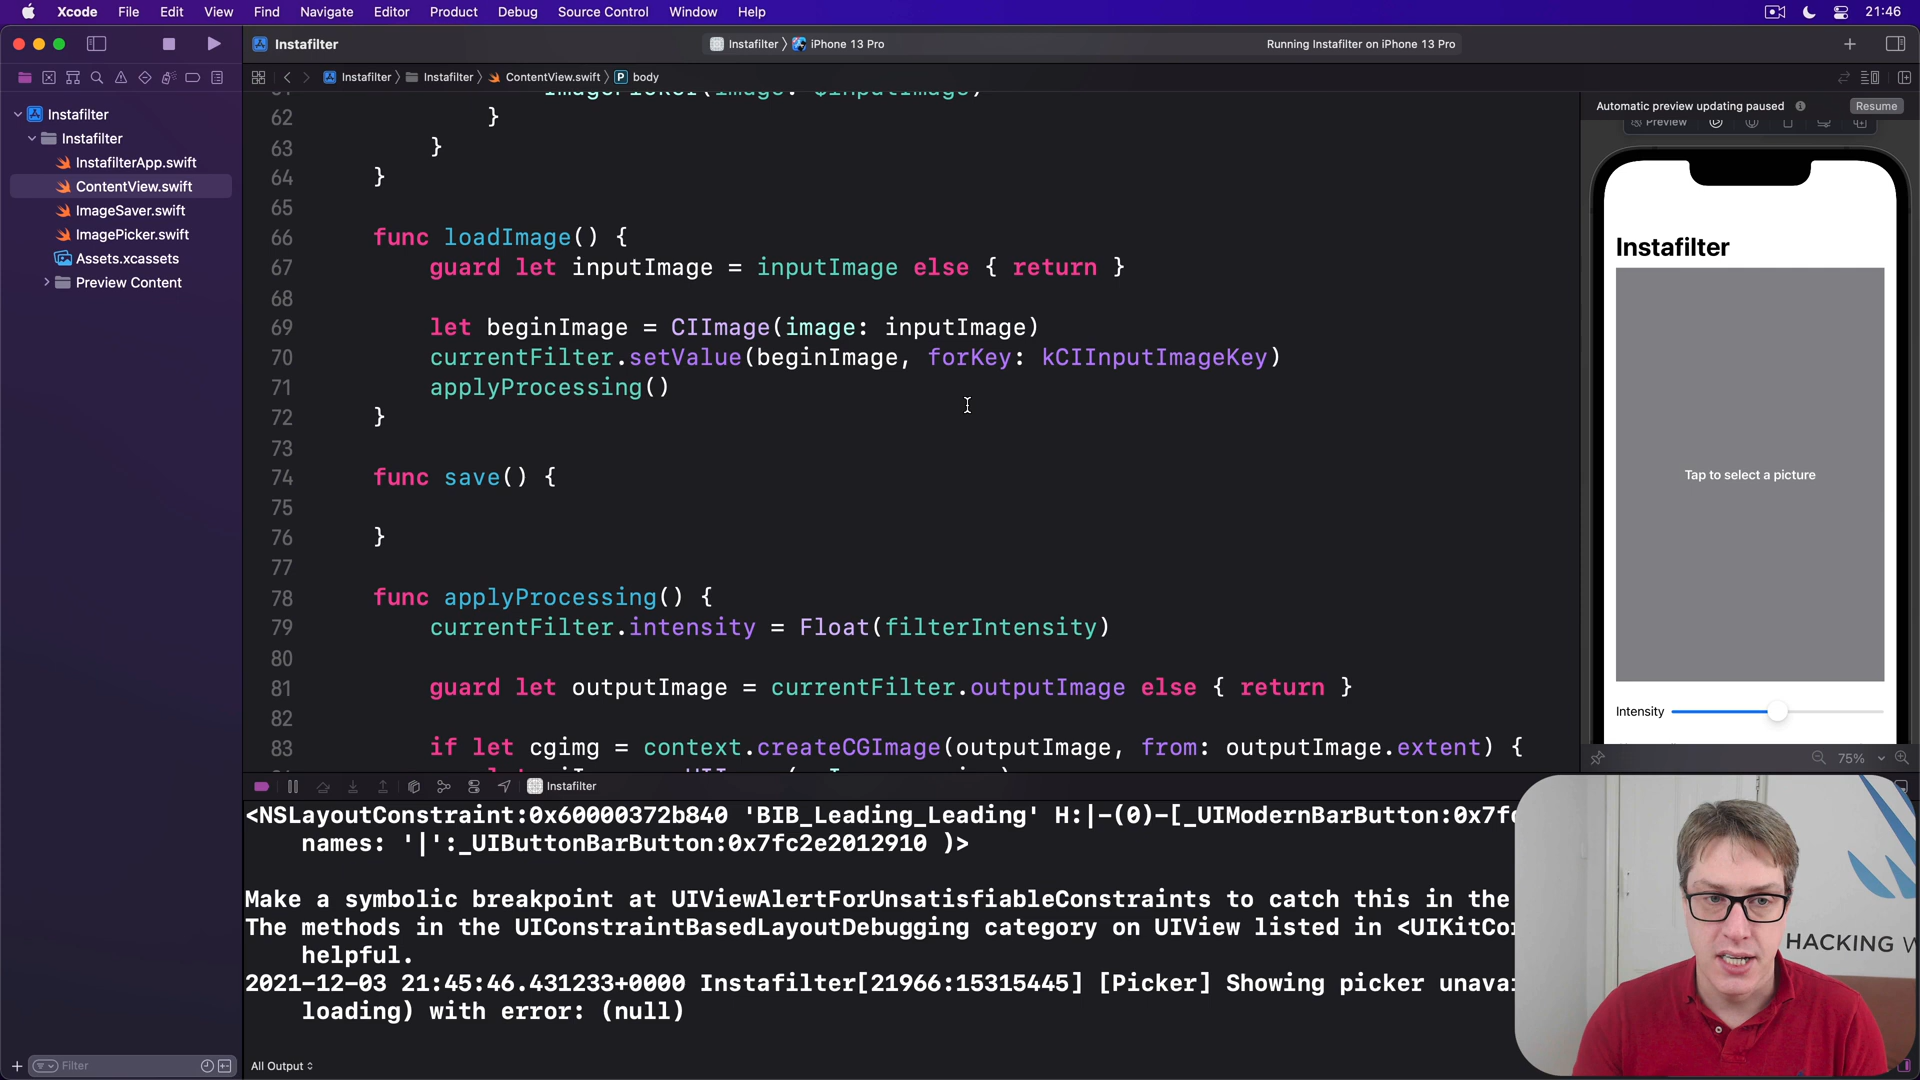 Xcode File Edit View Find Navigate Editor Product Debug Source Control Window Help 21:46
Instafilter Instafilter iPhone 13 Pro Running Instafilter on iPhone 13 Pro
Instafilter Instafilter ContentView.swift P body
Instafilter
Instafilter
InstafilterApp.swift
ContentView.swift
ImageSaver.swift
ImagePicker.swift
Assets.xcassets
Preview Content
Filter
ImagePicker(image: $inputImage)
62 }
63 }
64 }
65
66 func loadImage() {
67 guard let inputImage = inputImage else { return }
68
69 let beginImage = CIImage(image: inputImage)
70 currentFilter.setValue(beginImage, forKey: kCIInputImageKey)
71 applyProcessing()
72 }
73
74 func save() {
75
76 }
77
78 func applyProcessing() {
79 currentFilter.intensity = Float(filterIntensity)
80
81 guard let outputImage = currentFilter.outputImage else { return }
82
83 if let cgimg = context.createCGImage(outputImage, from: outputImage.extent) {
Automatic preview updating paused Resume
Preview
Instafilter
Tap to select a picture
Intensity
75%
Instafilter
<NSLayoutConstraint:0x60000372b840 'BIB_Leading_Leading' H:|-(0)-[_UIModernBarButton:0x7f
names: '|':_UIButtonBarButton:0x7fc2e2012910 )>
Make a symbolic breakpoint at UIViewAlertForUnsatisfiableConstraints to catch this in the
The methods in the UIConstraintBasedLayoutDebugging category on UIView listed in <UIKitCo
helpful.
2021-12-03 21:45:46.431233+0000 Instafilter[21966:15315445] [Picker] Showing picker unava
loading) with error: (null)
All Output
HACKING W